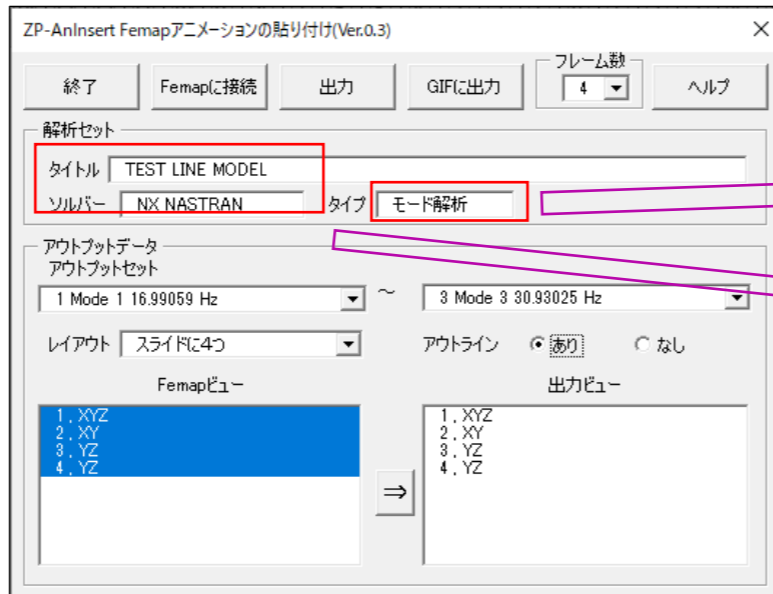 ZP-AnInsert Femapアニメーションの貼り付け(Ver.0.3)
終了 Femapに接続 出力 GIFに出力 フレーム数 4 ヘルプ
解析セット
タイトル TEST LINE MODEL
ソルバー NX NASTRAN タイプ モード解析
アウトプットデータ
アウトプットセット
1 Mode 1 16.99059 Hz ～ 3 Mode 3 30.93025 Hz
レイアウト スライドに4つ アウトライン あり なし
Femapビュー 出力ビュー
1 , XYZ 1 , XYZ
2 , XY 2 , XY
3 , YZ 3 , YZ
4 , YZ 4 , YZ
⇒